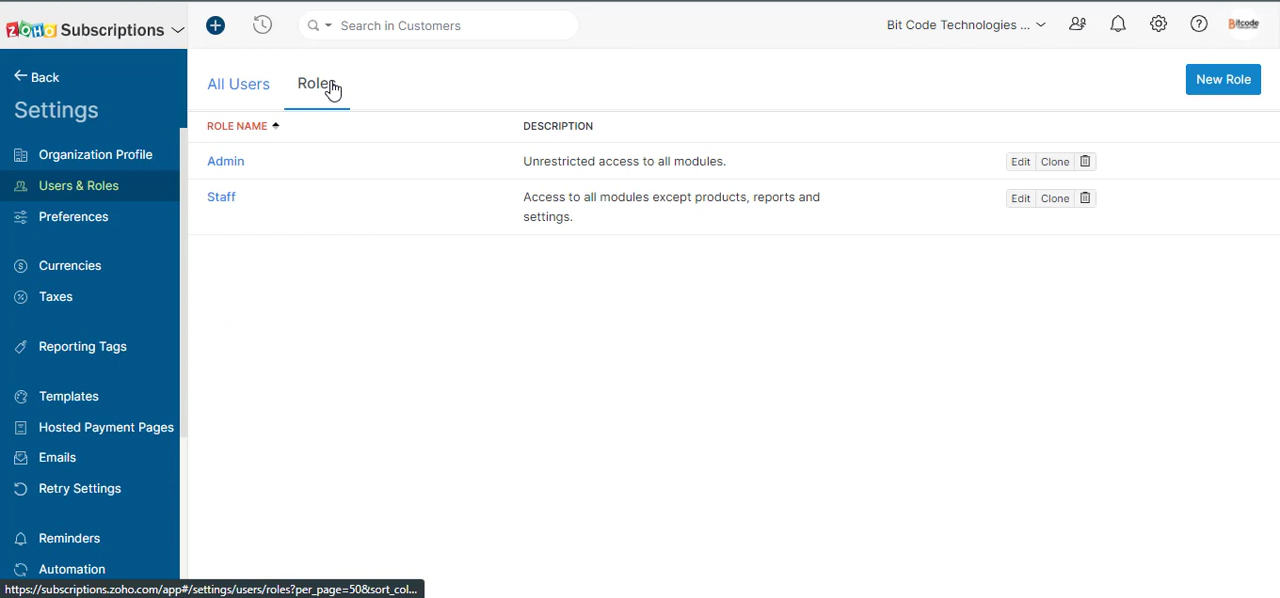 ZOHO Subscriptions
Search in Customers
Bit Code Technologies ...
Bitcode
Back
Settings
Organization Profile
Users & Roles
Preferences
Currencies
Taxes
Reporting Tags
Templates
Hosted Payment Pages
Emails
Retry Settings
Reminders
Automation
All Users
Roles
New Role
ROLE NAME
DESCRIPTION
Admin
Unrestricted access to all modules.
Edit Clone
Staff
Access to all modules except products, reports and
settings.
Edit Clone
https://subscriptions.zoho.com/app#/settings/users/roles?per_page=50&sort_col...